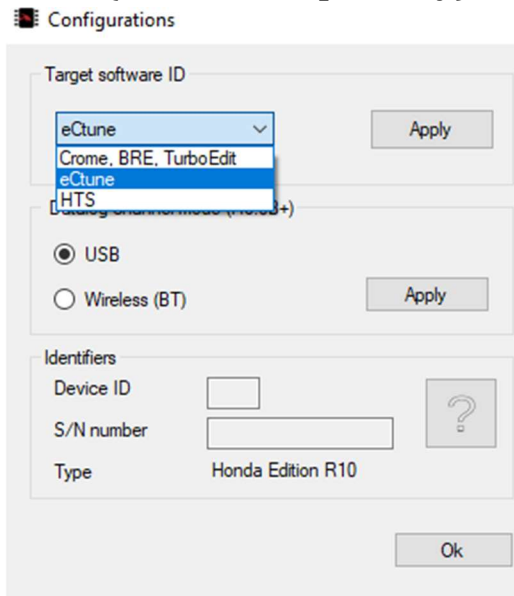 Configurations
Target software ID
eCtune
Apply
Crome, BRE, TurboEdit
eCtune
HTS
USB
Wireless (BT)
Apply
Identifiers
Device ID
S/N number
?
Type Honda Edition R10
Ok